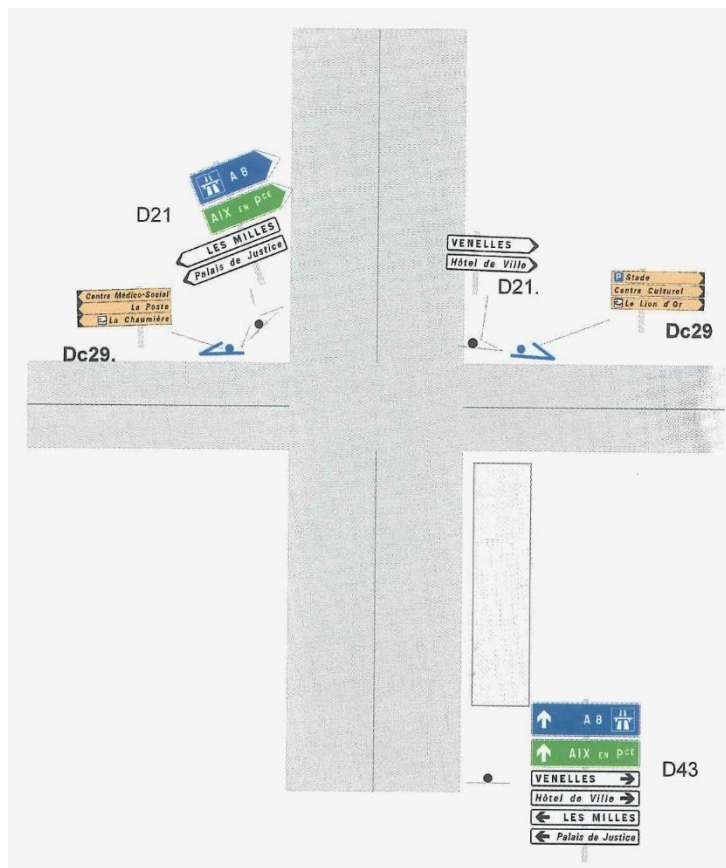 A 8
AIX EN PCE
D21
LES MILLES
Palais de Justice
VENELLES
Hôtel de Ville
D21.
Centre Médico-Social
La Poste
La Chaumière
Dc29.
P Stade
Centre Culturel
Le Lion d'Or
Dc29
A 8
AIX EN PCE
VENELLES
Hôtel de Ville
LES MILLES
Palais de Justice
D43